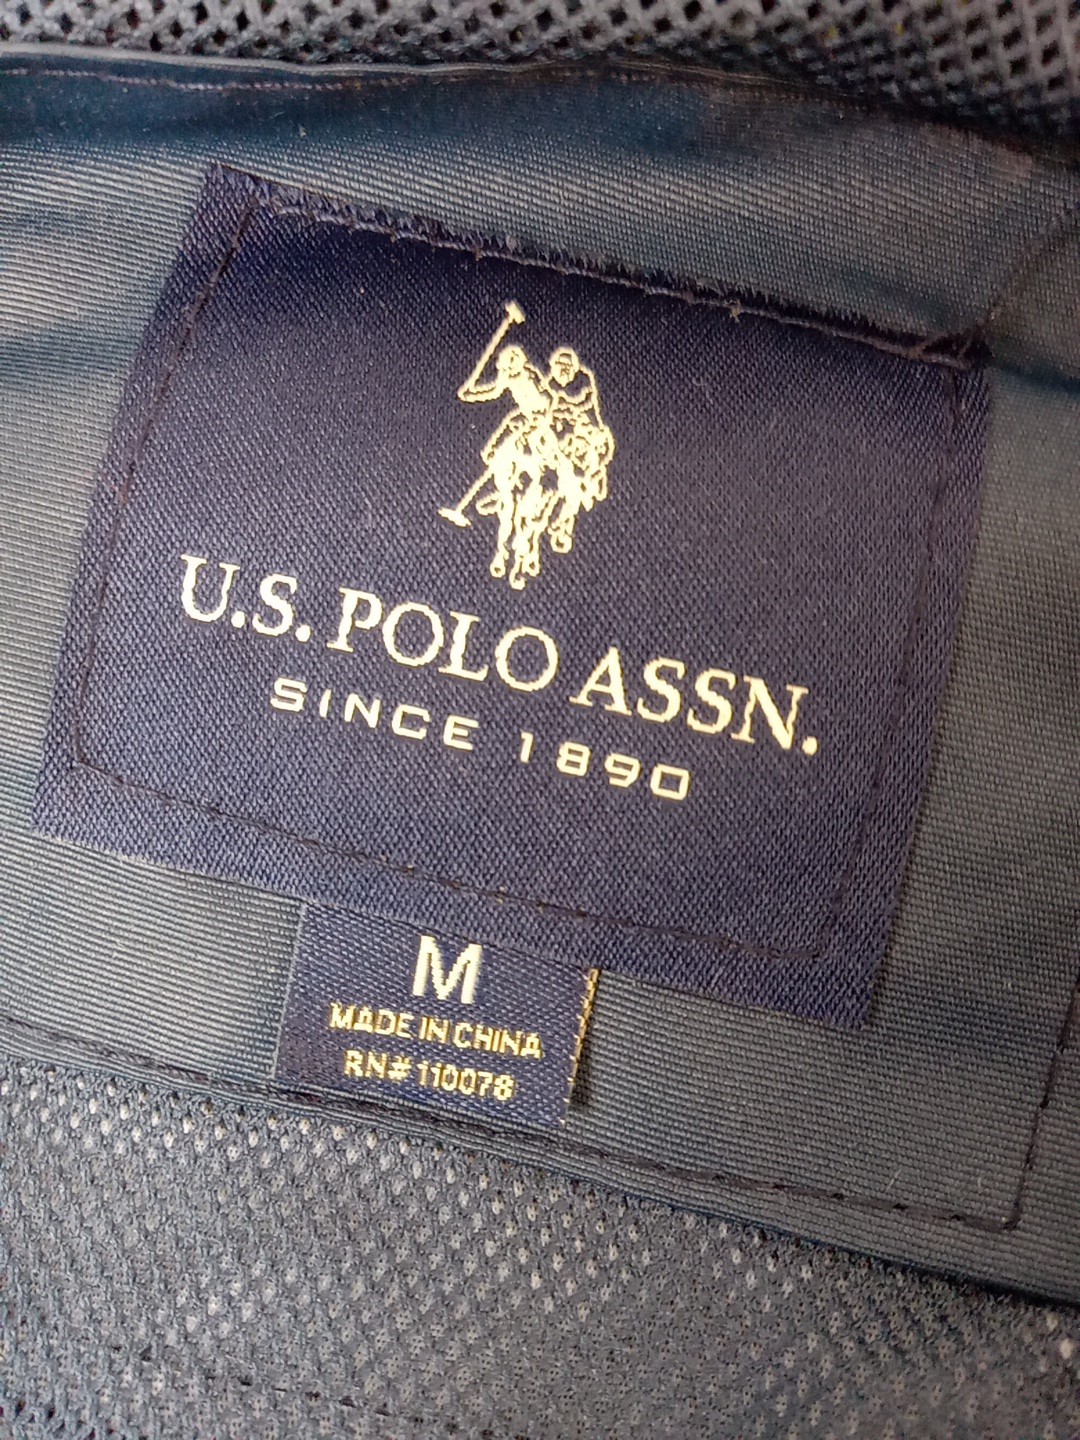 U.S. POLO ASSN.
SINCE 1890
M
MADE IN CHINA
RN# 110078